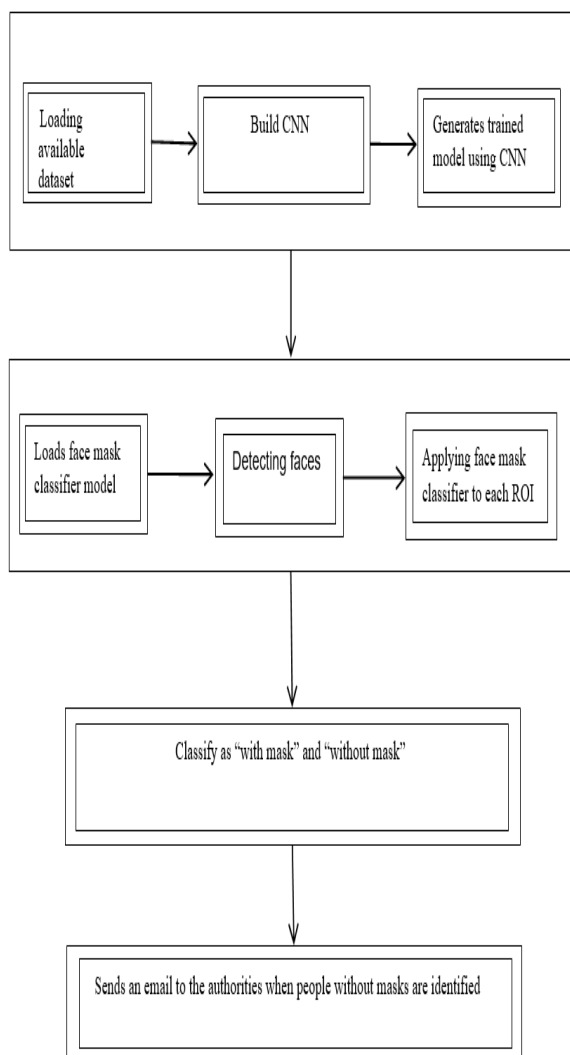 Loading
available
dataset
Build CNN
Generates trained
model using CNN
Loads face mask
classifier model
Detecting faces
Applying face mask
classifier to each ROI
Classify as “with mask” and “without mask”
Sends an email to the authorities when people without masks are identified